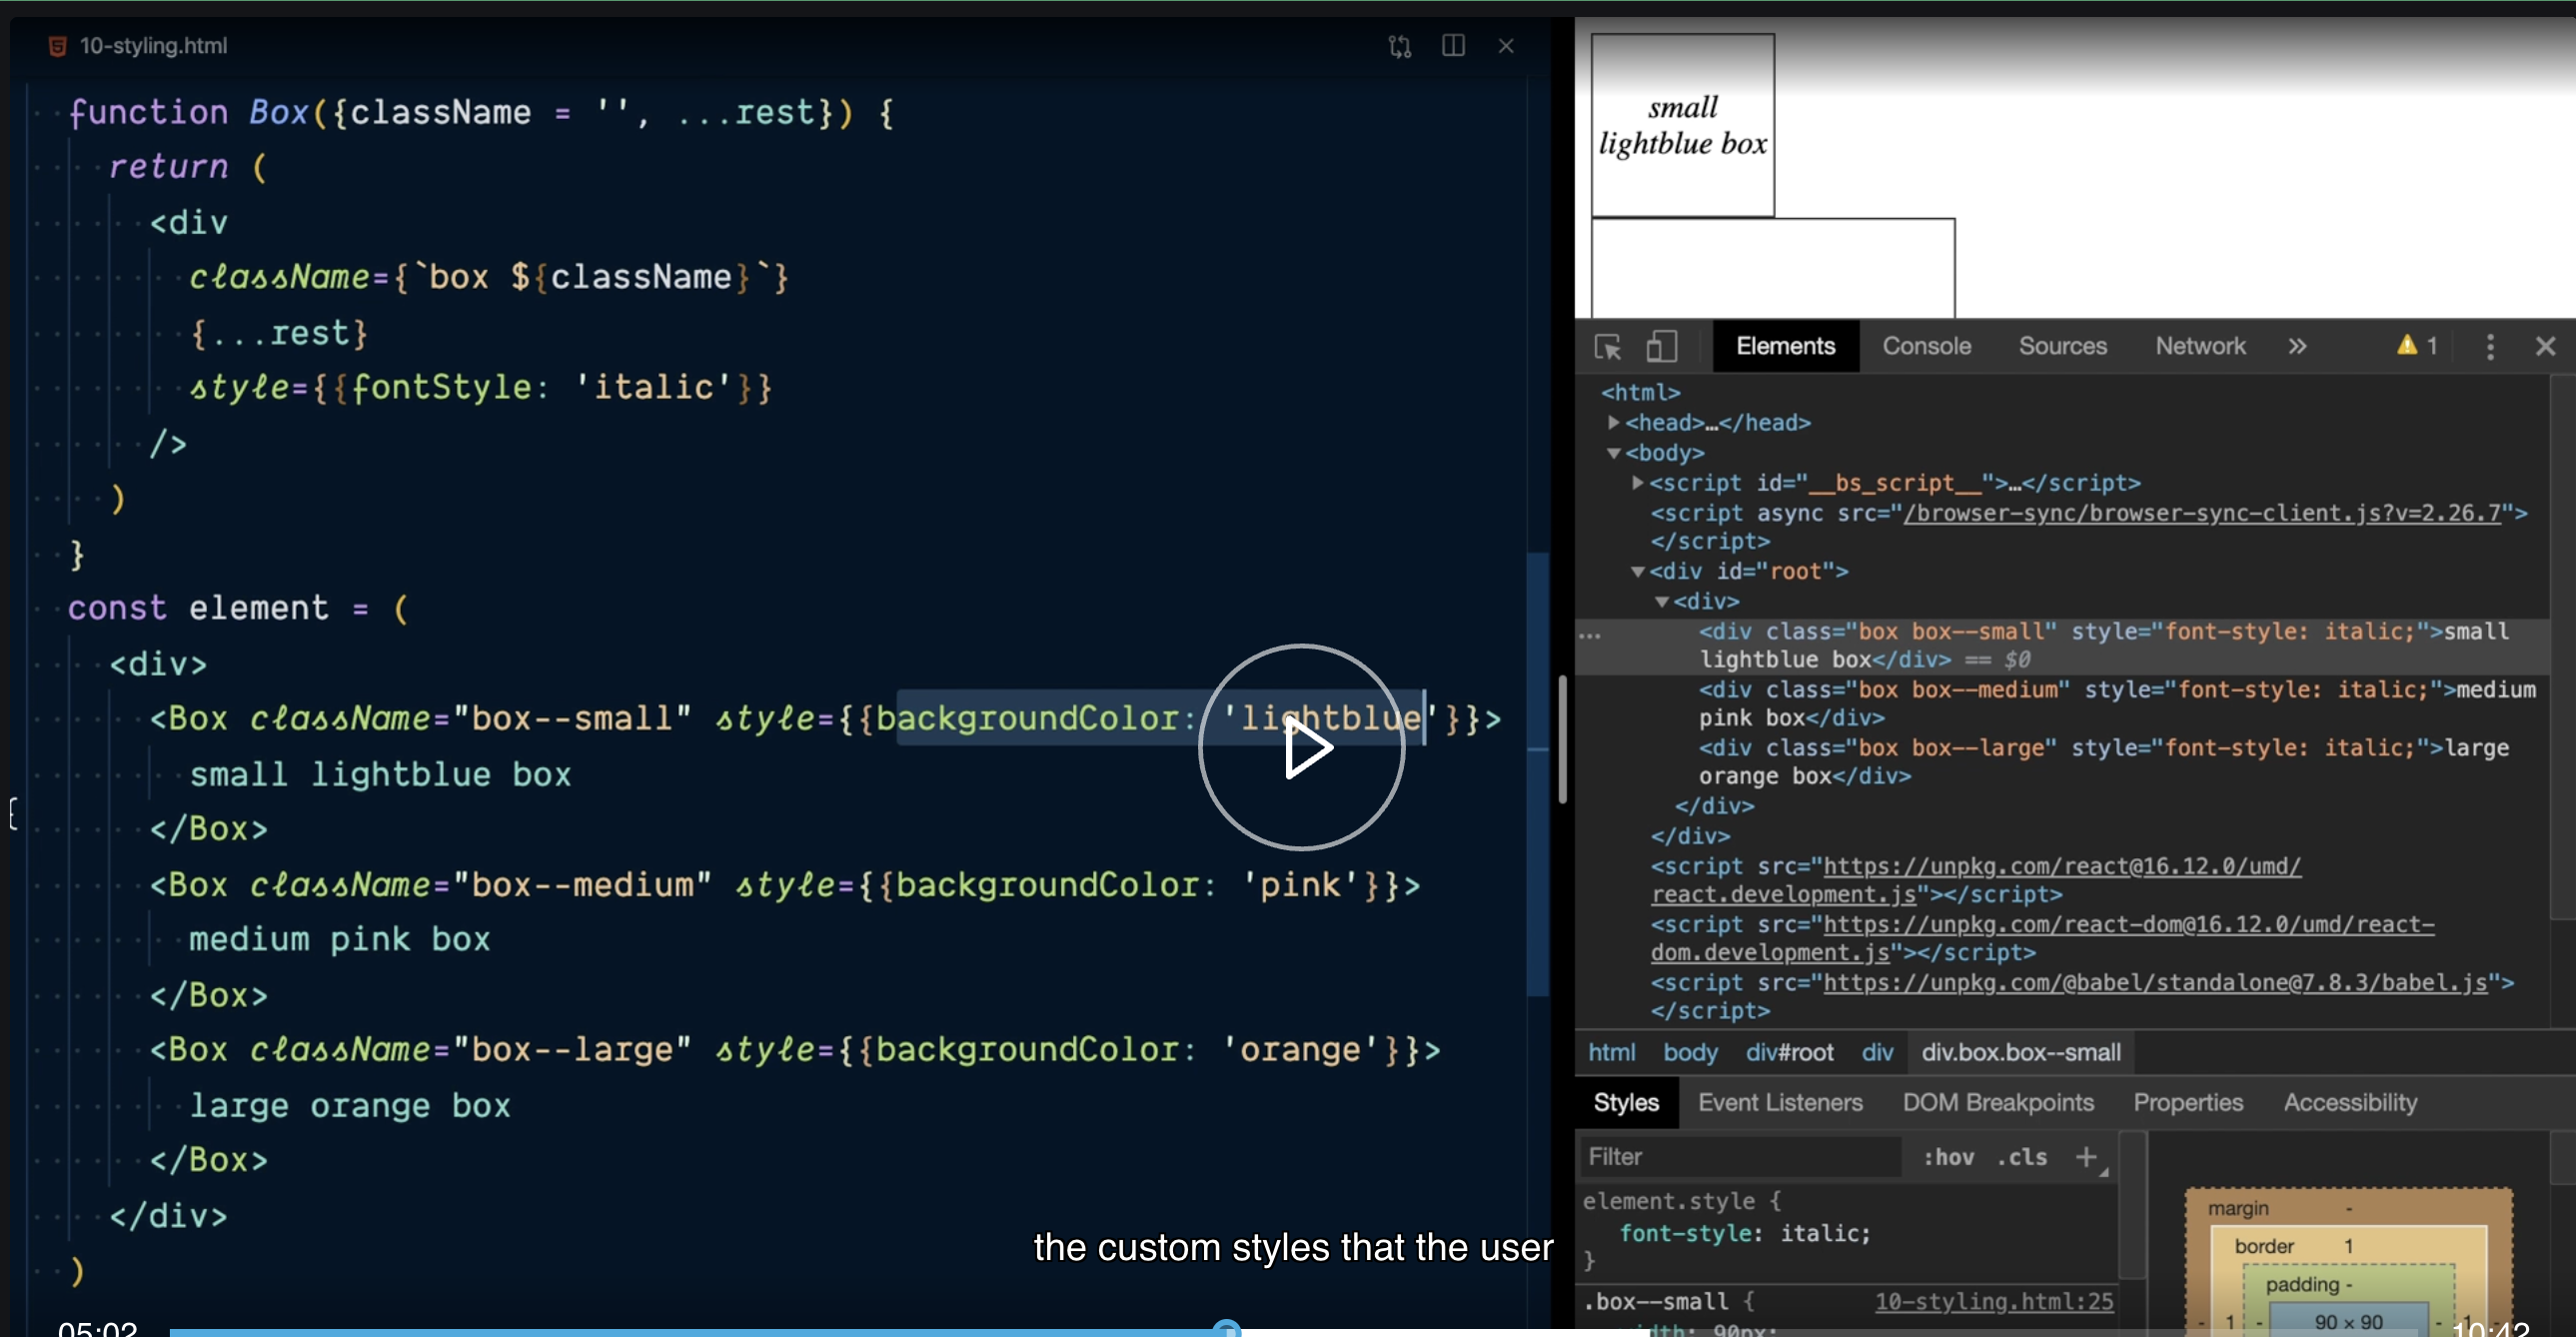 10-styling.html
function Box({className = '', ...rest}) {
return (
<div
className={`box ${className}`}
{...rest}
style={{fontStyle: 'italic'}}
/>
)
}
const element = (
<div>
<Box className="box--small" style={{backgroundColor: 'lightblue'}}>
small lightblue box
</Box>
<Box className="box--medium" style={{backgroundColor: 'pink'}}>
medium pink box
</Box>
<Box className="box--large" style={{backgroundColor: 'orange'}}>
large orange box
</Box>
</div>
)
{
the custom styles that the user
05:02
10:42
small
lightblue box
Elements Console Sources Network » 1
<html>
<head>…</head>
<body>
<script id="__bs_script__">…</script>
<script async src="/browser-sync/browser-sync-client.js?v=2.26.7">
</script>
<div id="root">
<div>
... <div class="box box--small" style="font-style: italic;">small
lightblue box</div> == $0
<div class="box box--medium" style="font-style: italic;">medium
pink box</div>
<div class="box box--large" style="font-style: italic;">large
orange box</div>
</div>
</div>
<script src="https://unpkg.com/react@16.12.0/umd/
react.development.js"></script>
<script src="https://unpkg.com/react-dom@16.12.0/umd/react-
dom.development.js"></script>
<script src="https://unpkg.com/@babel/standalone@7.8.3/babel.js">
</script>
html body div#root div div.box.box--small
Styles Event Listeners DOM Breakpoints Properties Accessibility
Filter :hov .cls +
element.style {
font-style: italic;
}
.box--small { 10-styling.html:25
width: 90px;
margin -
border 1
padding -
- 1 - 90 × 90 - 1 -